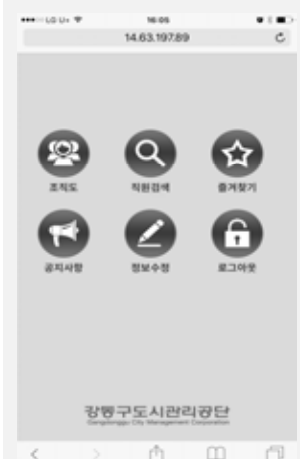 LG U+ 16:05
14.63.197.89
조직도 직원검색 즐겨찾기
공지사항 정보수정 로그아웃
강동구도시관리공단
Gangdonggu City Management Corporation